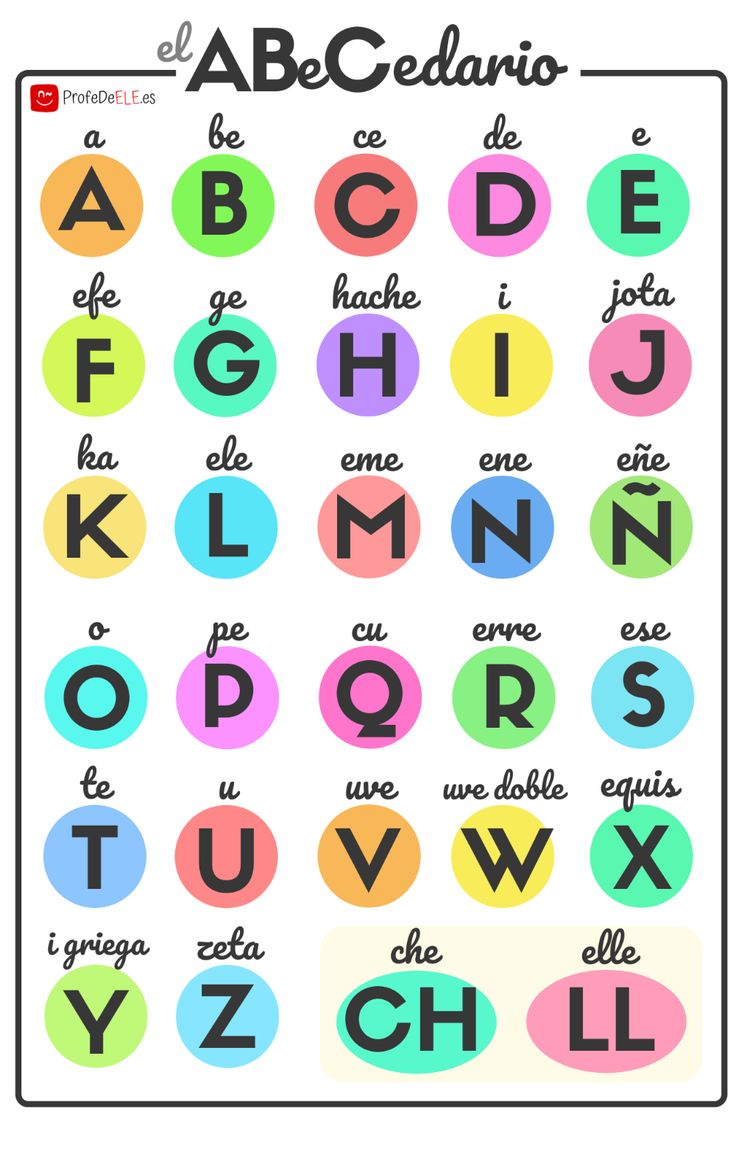 el ABeCedario
ProfeDeELE.es
a be ce de e
A B C D E
efe ge hache i jota
F G H I J
ka ele eme ene eñe
K L M N Ñ
o pe cu erre ese
O P Q R S
te u uve uve doble equis
T U V W X
i griega zeta che elle
Y Z CH LL